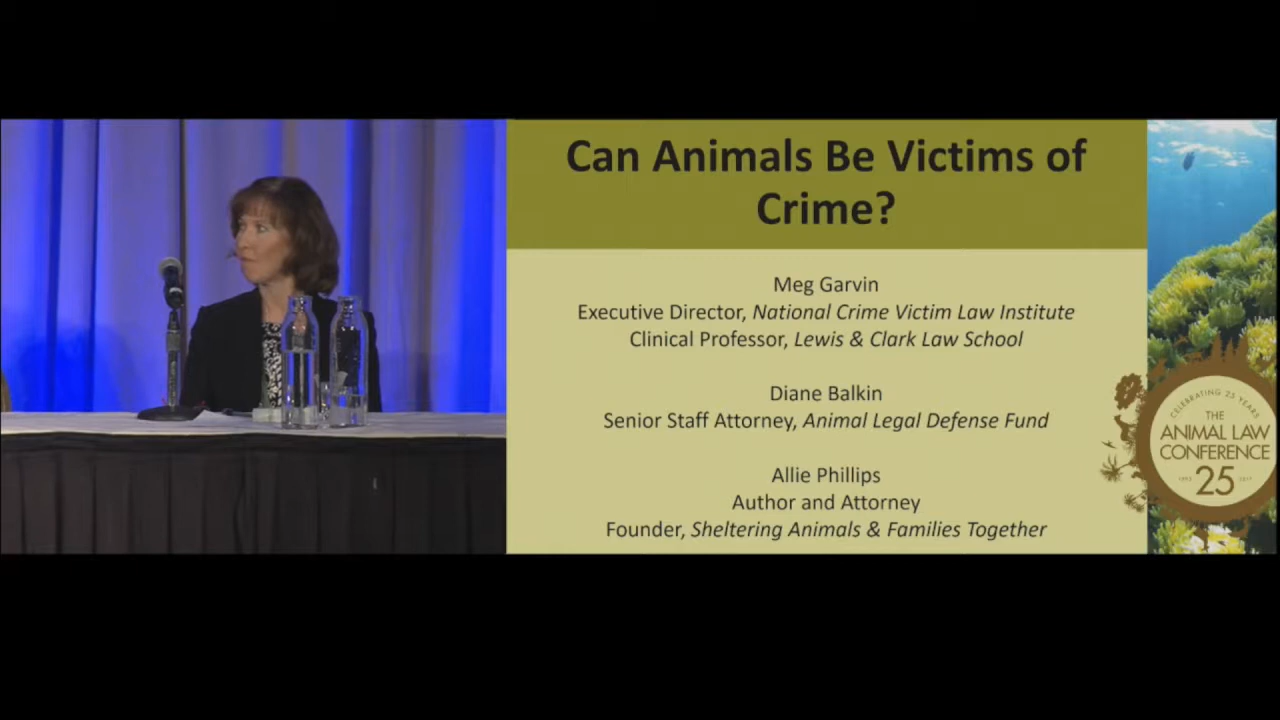 Can Animals Be Victims of
Crime?
Meg Garvin
Executive Director, National Crime Victim Law Institute
Clinical Professor, Lewis & Clark Law School
Diane Balkin
Senior Staff Attorney, Animal Legal Defense Fund
Allie Phillips
Author and Attorney
Founder, Sheltering Animals & Families Together
CELEBRATING 25 YEARS
THE
ANIMAL LAW
CONFERENCE
25